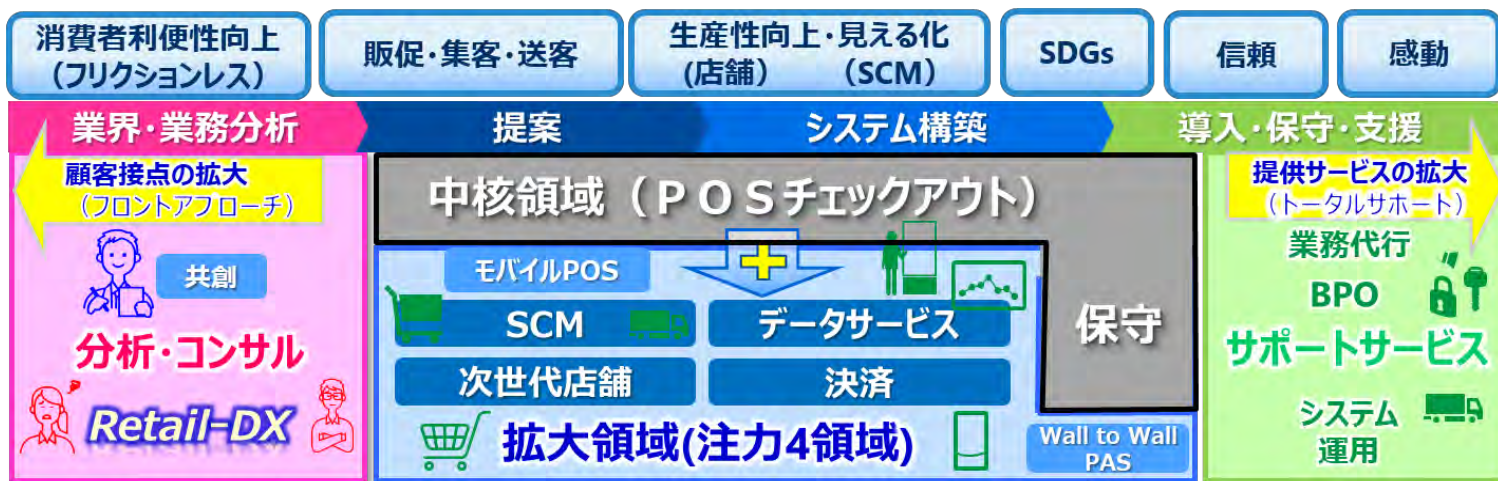 消費者利便性向上
（フリクションレス）
販促・集客・送客
生産性向上・見える化
(店舗）　　（SCM）
SDGs
信頼
感動
業界・業務分析
提案
システム構築
導入・保守・支援
顧客接点の拡大
（フロントアプローチ）
共創
分析・コンサル
Retail-DX
中核領域（ＰＯＳチェックアウト）
モバイルPOS
SCM
データサービス
次世代店舗
決済
拡大領域(注力4領域)
保守
Wall to Wall
PAS
提供サービスの拡大
（トータルサポート）
業務代行
BPO
サポートサービス
システム
運用